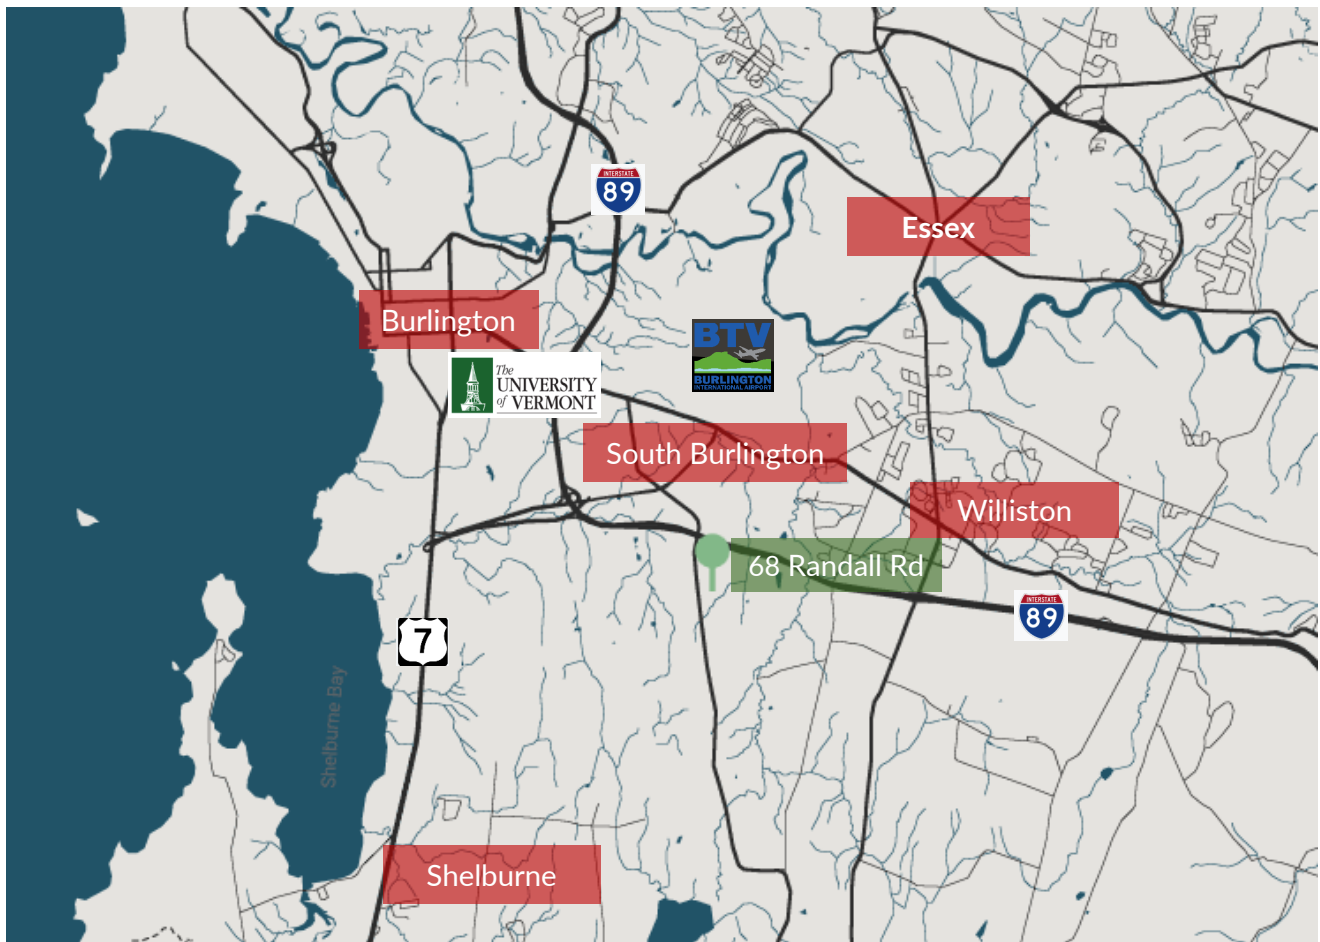 INTERSTATE
89
Essex
Burlington
BTV
BURLINGTON
INTERNATIONAL AIRPORT
The
UNIVERSITY
of VERMONT
South Burlington
Williston
68 Randall Rd
INTERSTATE
89
7
Shelburne Bay
Shelburne